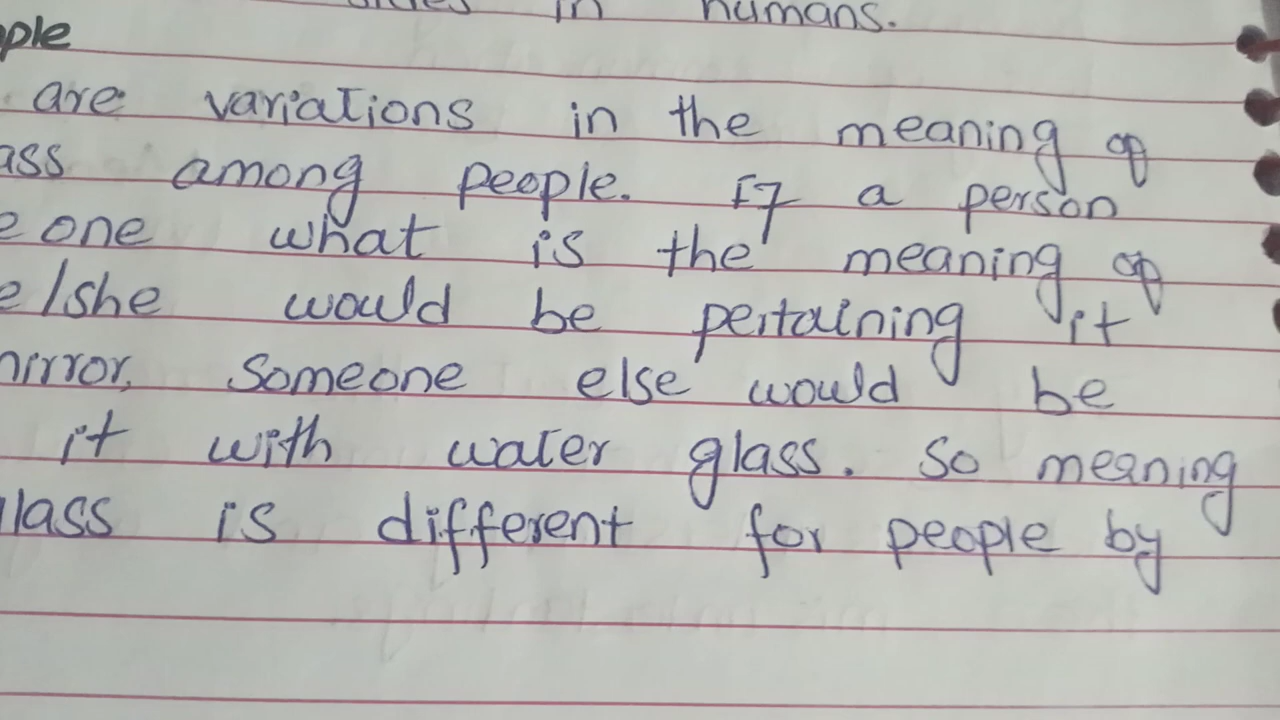 in humans.
ple
are variations in the meaning of
ass among people. If a person
e one what is the meaning of
e/she would be pertaining it
mirror, someone else would be
it with water glass. So meaning
lass is different for people by